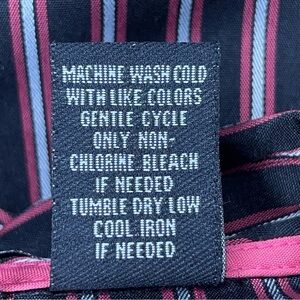 MACHINE WASH COLD
WITH LIKE COLORS
GENTLE CYCLE
ONLY NON-
CHLORINE BLEACH
IF NEEDED
TUMBLE DRY LOW
COOL IRON
IF NEEDED